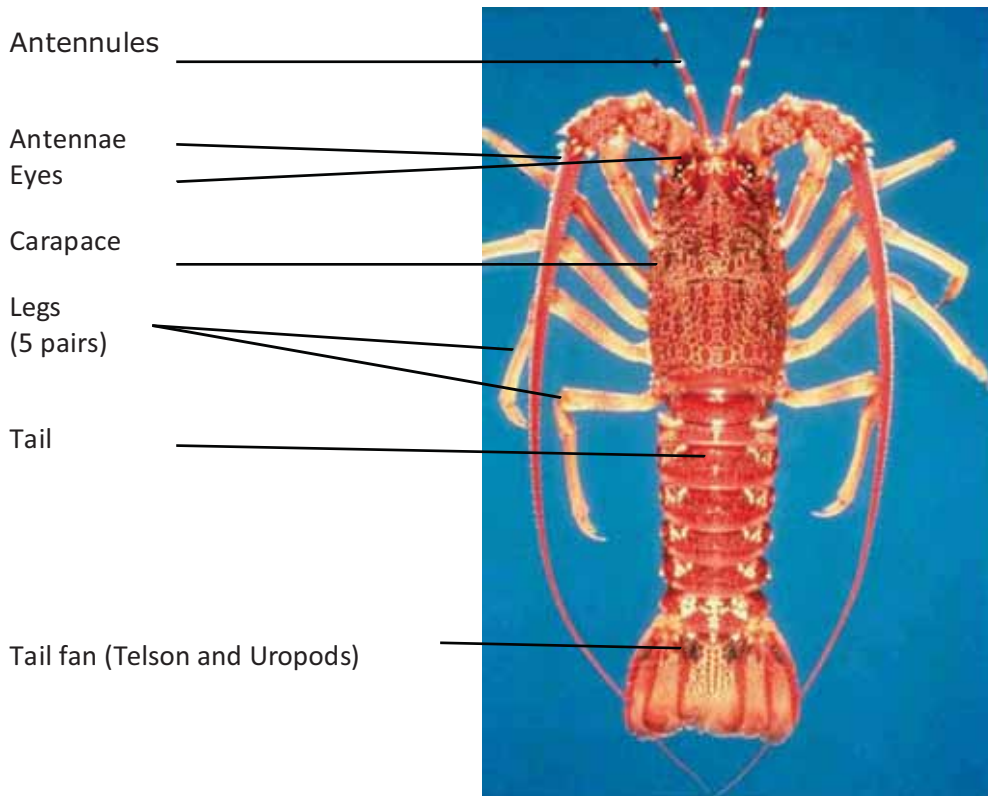 Antennules
Antennae
Eyes
Carapace
Legs
(5 pairs)
Tail
Tail fan (Telson and Uropods)